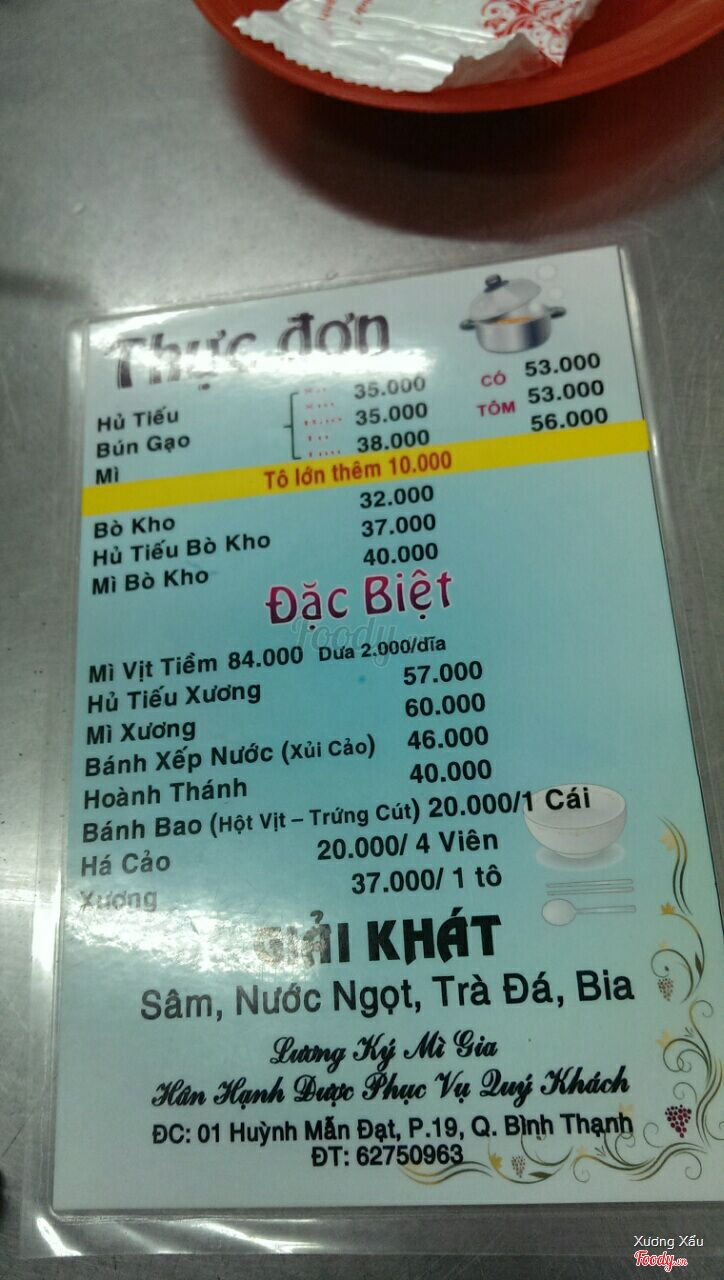 Thực đơn
Hủ Tiếu 35.000 CÓ 53.000
Bún Gạo 35.000 TÔM 53.000
Mì 38.000 56.000
Tô lớn thêm 10.000
Bò Kho 32.000
Hủ Tiếu Bò Kho 37.000
Mì Bò Kho 40.000
Đặc Biệt
Mì Vịt Tiềm 84.000 Dưa 2.000/dĩa
Hủ Tiếu Xương 57.000
Mì Xương 60.000
Bánh Xếp Nước (Xủi Cảo) 46.000
Hoành Thánh 40.000
Bánh Bao (Hột Vịt – Trứng Cút) 20.000/1 Cái
Há Cảo 20.000/ 4 Viên
Xương 37.000/ 1 tô
GIẢI KHÁT
Sâm, Nước Ngọt, Trà Đá, Bia
Lương Ký Mì Gia
Hân Hạnh Được Phục Vụ Quý Khách
ĐC: 01 Huỳnh Mẫn Đạt, P.19, Q. Bình Thạnh
ĐT: 62750963
Foody.vn
Xương Xẩu
Foody.vn